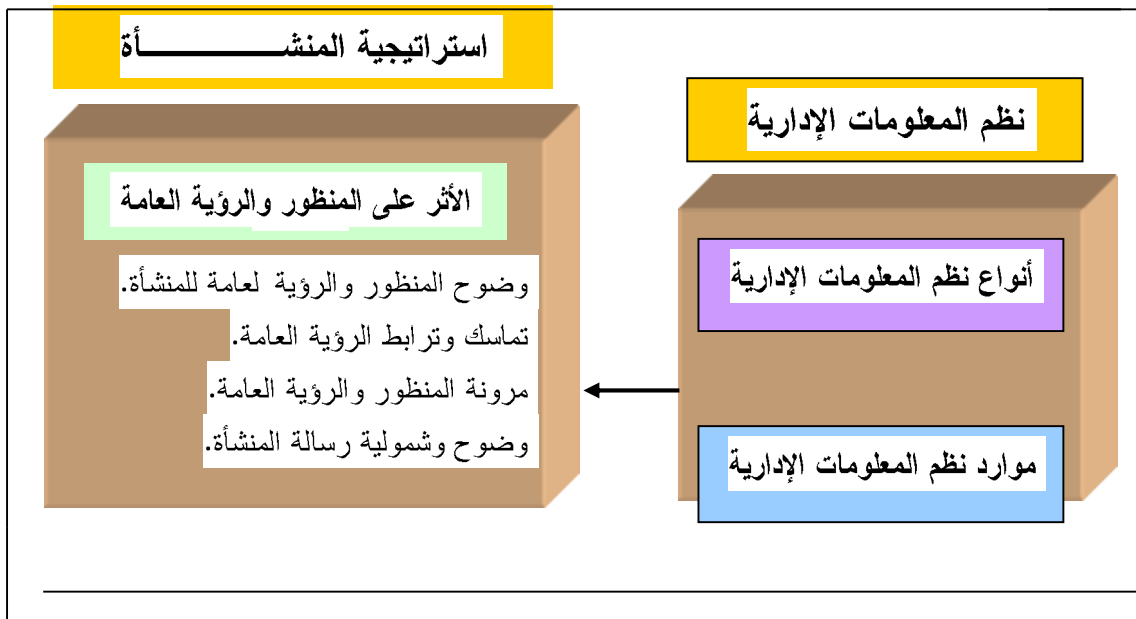 نظم المعلومات الإدارية
أنواع نظم المعلومات الإدارية
موارد نظم المعلومات الإدارية
استراتيجية المنشـــــــــــــأة
الأثر على المنظور والرؤية العامة
وضوح المنظور والرؤية لعامة للمنشأة.
تماسك وترابط الرؤية العامة.
مرونة المنظور والرؤية العامة.
وضوح وشمولية رسالة المنشأة.